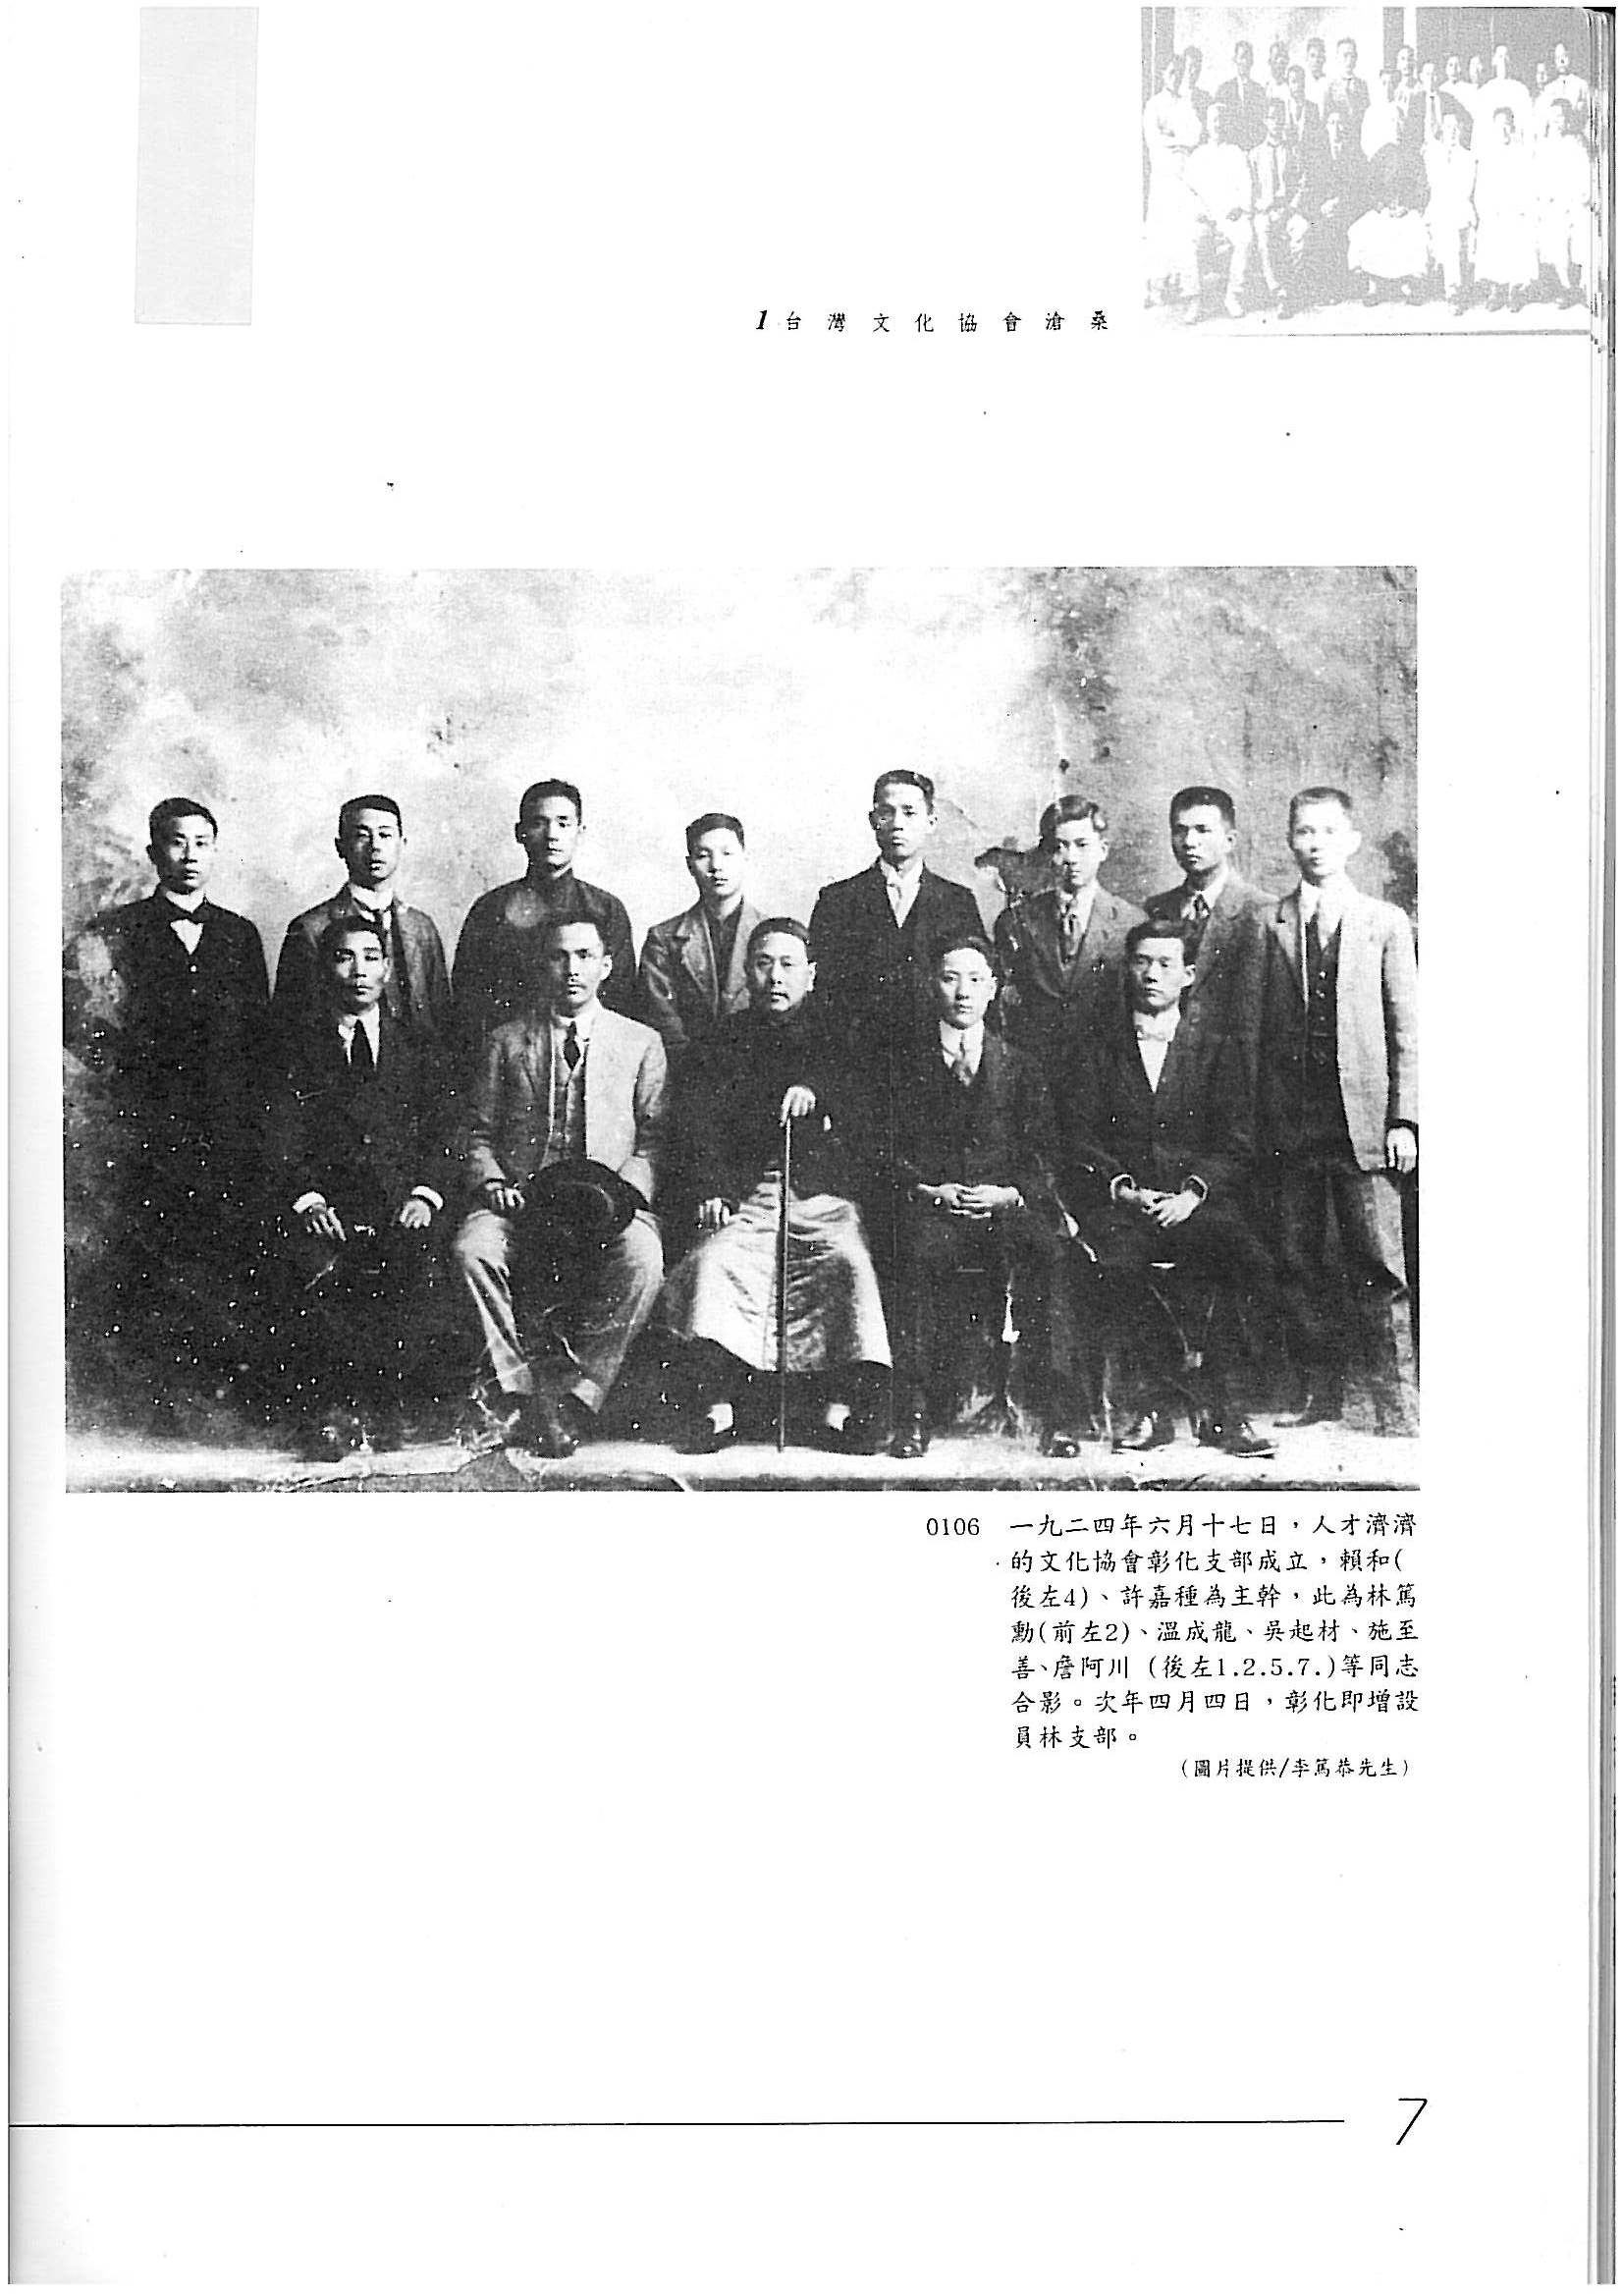 1 台灣文化協會滄桑
0106 一九二四年六月十七日，人才濟濟
的文化協會彰化支部成立，賴和(
後左4)、許嘉種為主幹，此為林篤
勳(前左2)、溫成龍、吳起材、施至
善、詹阿川 (後左1.2.5.7.)等同志
合影。次年四月四日，彰化即增設
員林支部。
(圖片提供/李篤恭先生)
7